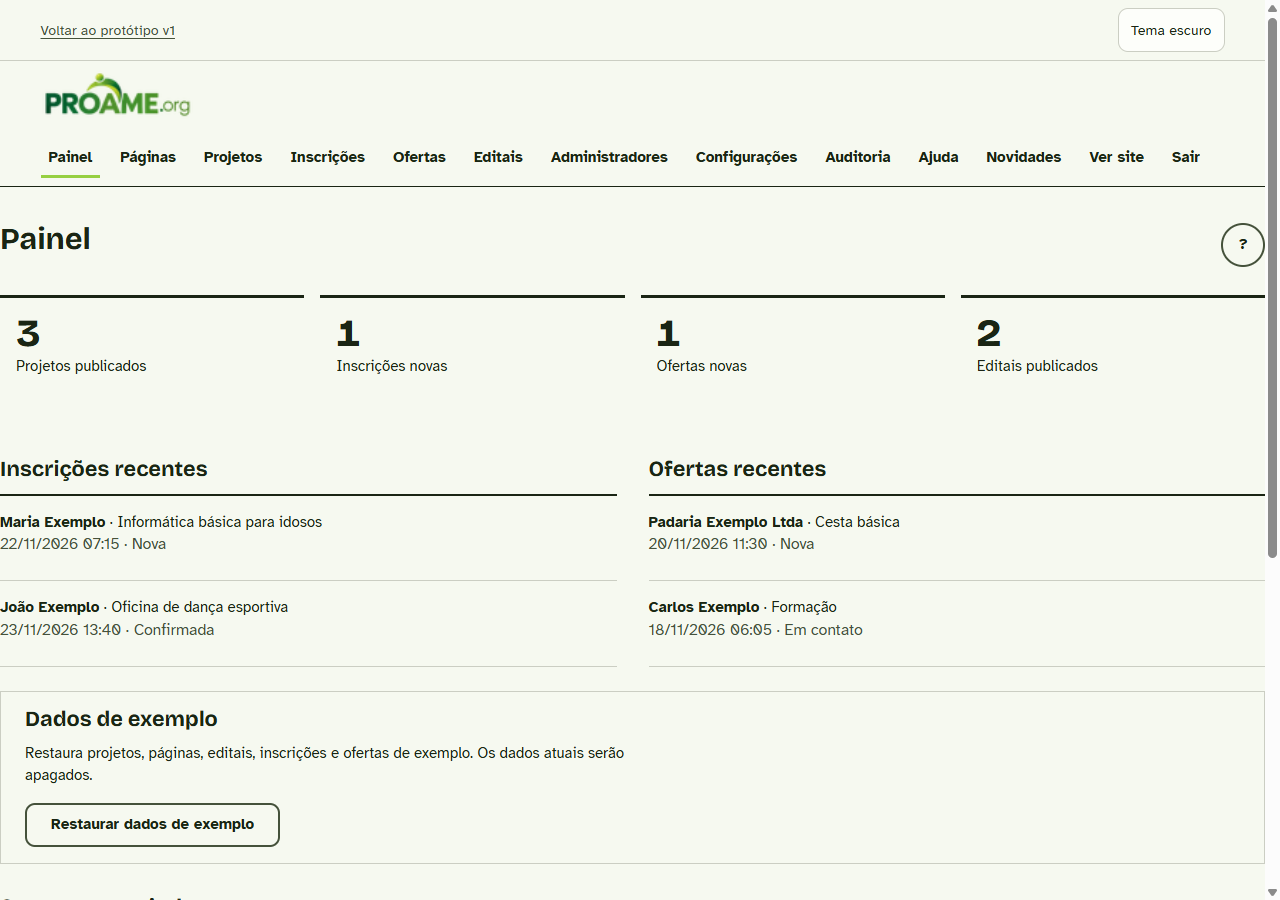 Voltar ao protótipo v1
Tema escuro
PROAME.org
Painel Páginas Projetos Inscrições Ofertas Editais Administradores Configurações Auditoria Ajuda Novidades Ver site Sair
Painel
?
3
Projetos publicados
1
Inscrições novas
1
Ofertas novas
2
Editais publicados
Inscrições recentes
Maria Exemplo · Informática básica para idosos
22/11/2026 07:15 · Nova
João Exemplo · Oficina de dança esportiva
23/11/2026 13:40 · Confirmada
Ofertas recentes
Padaria Exemplo Ltda · Cesta básica
20/11/2026 11:30 · Nova
Carlos Exemplo · Formação
18/11/2026 06:05 · Em contato
Dados de exemplo
Restaura projetos, páginas, editais, inscrições e ofertas de exemplo. Os dados atuais serão
apagados.
Restaurar dados de exemplo